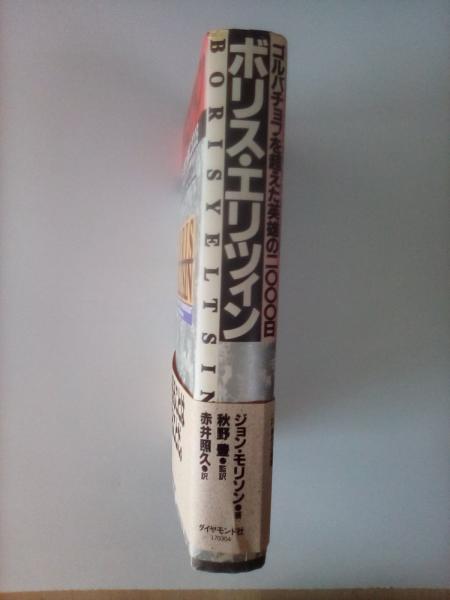 ゴルバチョフを超えた英雄の二〇〇〇日
ボリス・エリツィン
BORIS YELTSIN
ジョン・モリソン●著
秋野 豊●監訳
赤井照久●訳
ダイヤモンド社
170304